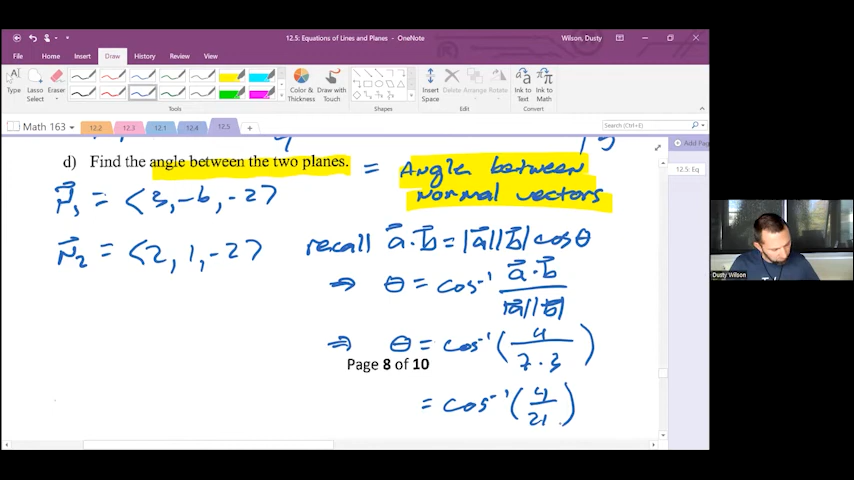 12.5: Equations of Lines and Planes - OneNote
Wilson, Dusty
File Home Insert Draw History Review View
Type
Lasso Select
Eraser
Color & Thickness
Draw with Touch
Shapes
Insert Space
Delete
Arrange
Rotate
Ink to Text
Ink to Math
Tools
Shapes
Edit
Convert
Math 163 12.2 12.3 12.1 12.4 12.5 +
Search (Ctrl+E)
Add Page
12.5: Eq
d) Find the angle between the two planes. = Angle between
normal vectors
n⃗₁ = <3, -6, -2>
n⃗₂ = <2, 1, -2> recall a⃗·b⃗ = |a⃗||b⃗| cos θ
⇒ θ = cos⁻¹ a⃗·b⃗ / |a⃗||b⃗|
⇒ θ = cos⁻¹ (4 / 7·3)
Page 8 of 10
= cos⁻¹ (4 / 21)
Dusty Wilson